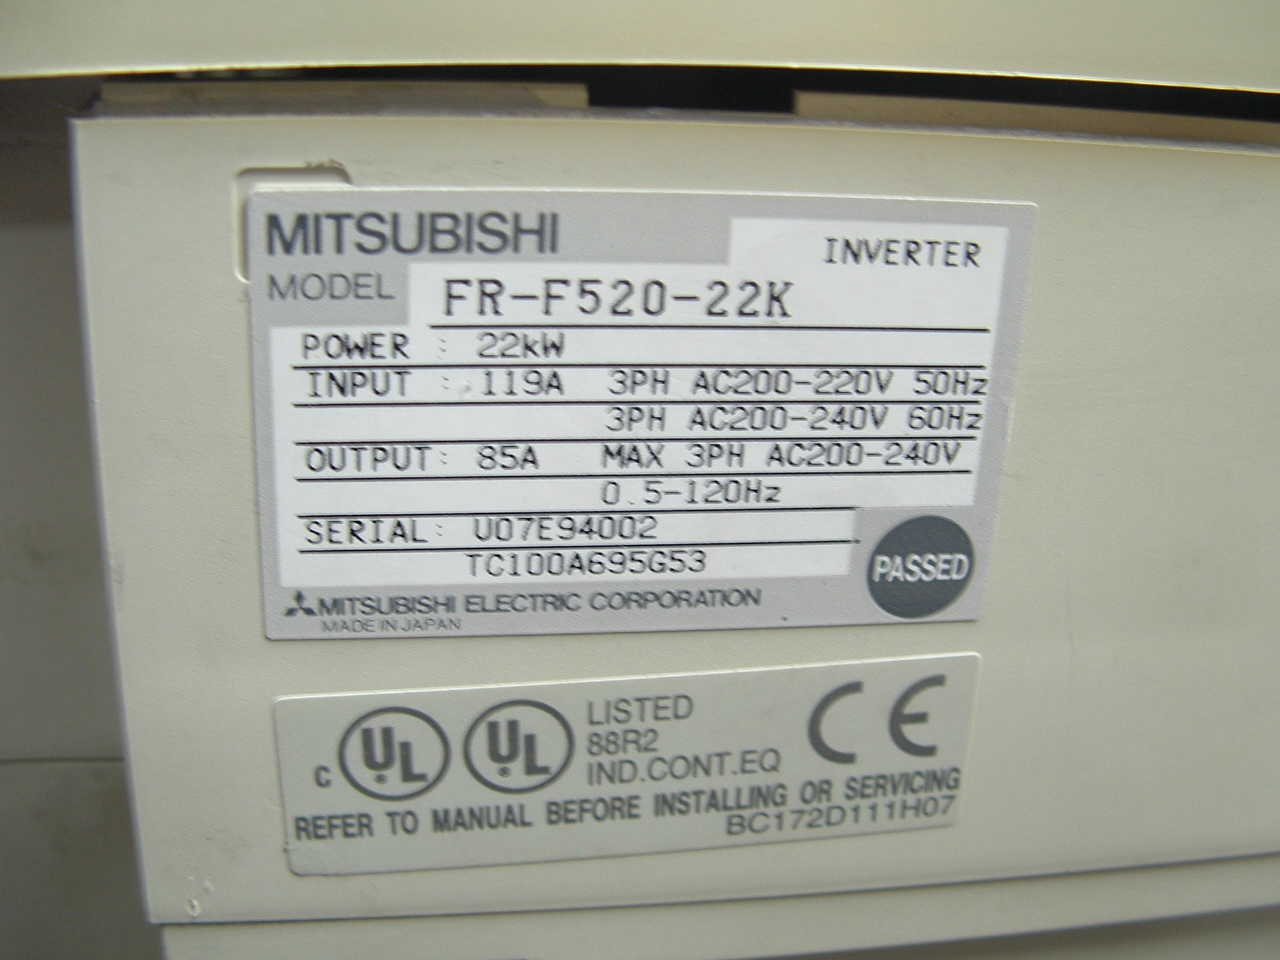 MITSUBISHI
INVERTER
MODEL FR-F520-22K
POWER : 22kW
INPUT : 119A 3PH AC200-220V 50Hz
3PH AC200-240V 60Hz
OUTPUT: 85A MAX 3PH AC200-240V
0.5-120Hz
SERIAL: U07E94002
TC100A695G53
PASSED
MITSUBISHI ELECTRIC CORPORATION
MADE IN JAPAN
c UL UL LISTED CE
88R2
IND.CONT.EQ
REFER TO MANUAL BEFORE INSTALLING OR SERVICING
BC172D111H07